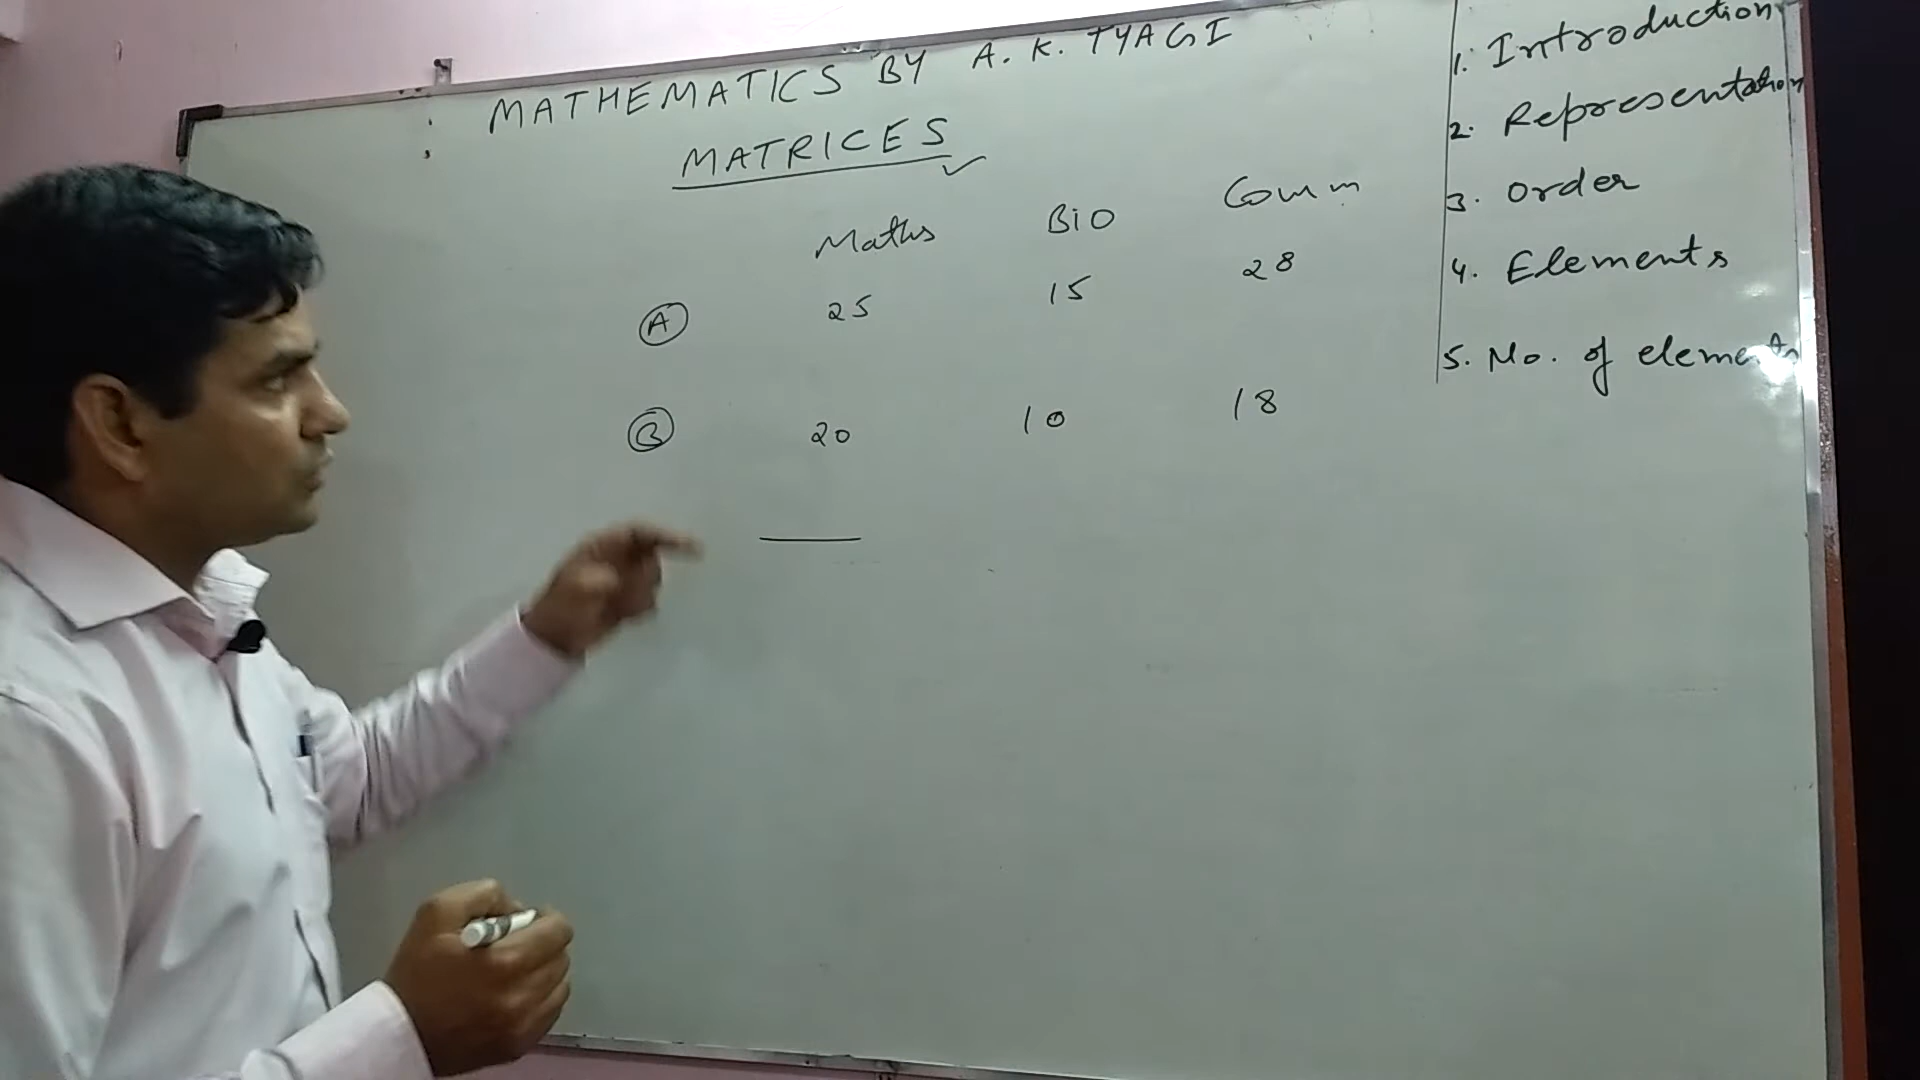 MATHEMATICS BY A. K. TYAGI
MATRICES
Maths BiO Comm
A 25 15 28
B 20 10 18
1. Introduction
2. Representation
3. Order
4. Elements
5. No. of elements